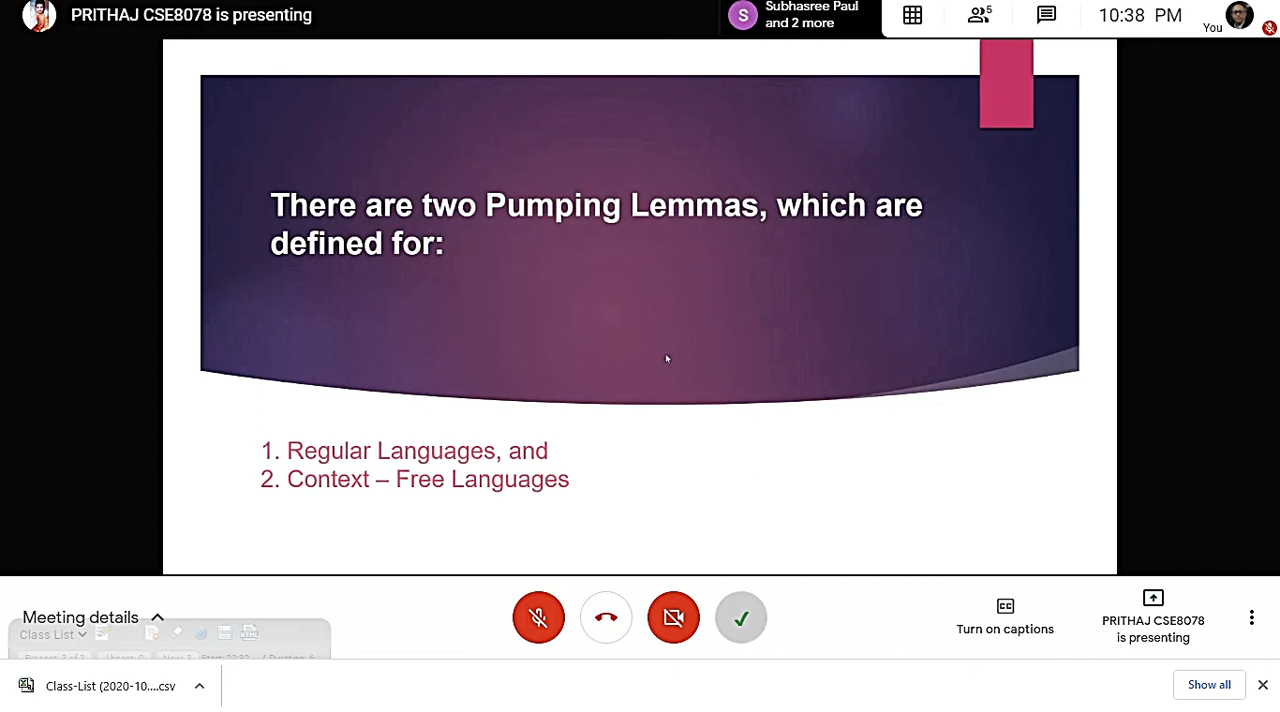 PRITHAJ CSE8078 is presenting
S
Subhasree Paul
and 2 more
5
10:38 PM
You
There are two Pumping Lemmas, which are
defined for:
1. Regular Languages, and
2. Context – Free Languages
Meeting details
Class List
HTML
CC
Turn on captions
PRITHAJ CSE8078
is presenting
Class-List (2020-10....csv
Show all